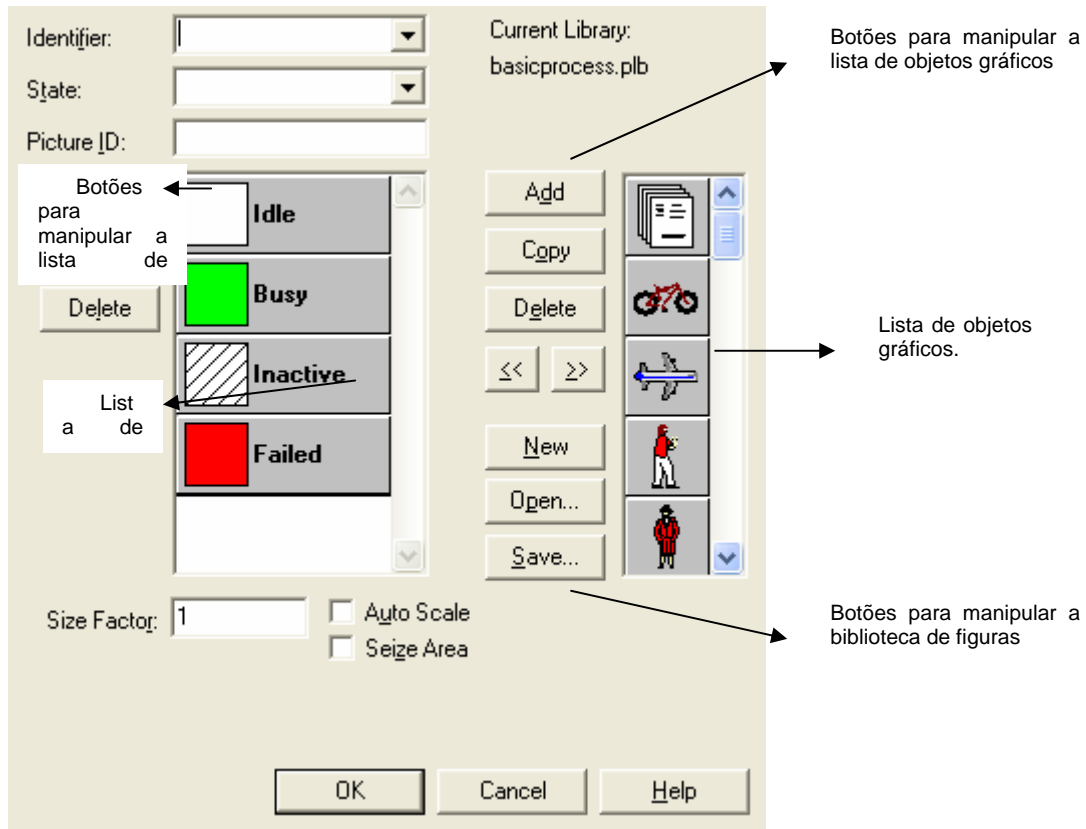 Identifier:
State:
Picture ID:
Current Library:
basicprocess.plb
Botões para manipular a
lista de objetos gráficos
Botões
para
manipular a
lista de
Delete
List
a de
Idle
Busy
Inactive
Failed
Add
Copy
Delete
<< >>
New
Open...
Save...
Lista de objetos
gráficos.
Botões para manipular a
biblioteca de figuras
Size Factor: 1
Auto Scale
Seize Area
OK Cancel Help